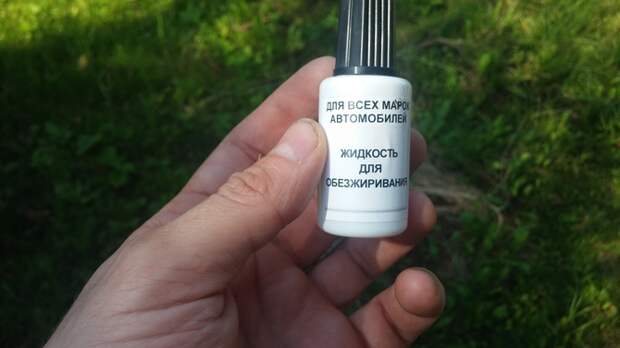 ДЛЯ ВСЕХ МАРОК
АВТОМОБИЛЕЙ
ЖИДКОСТЬ
ДЛЯ
ОБЕЗЖИРИВАНИЯ